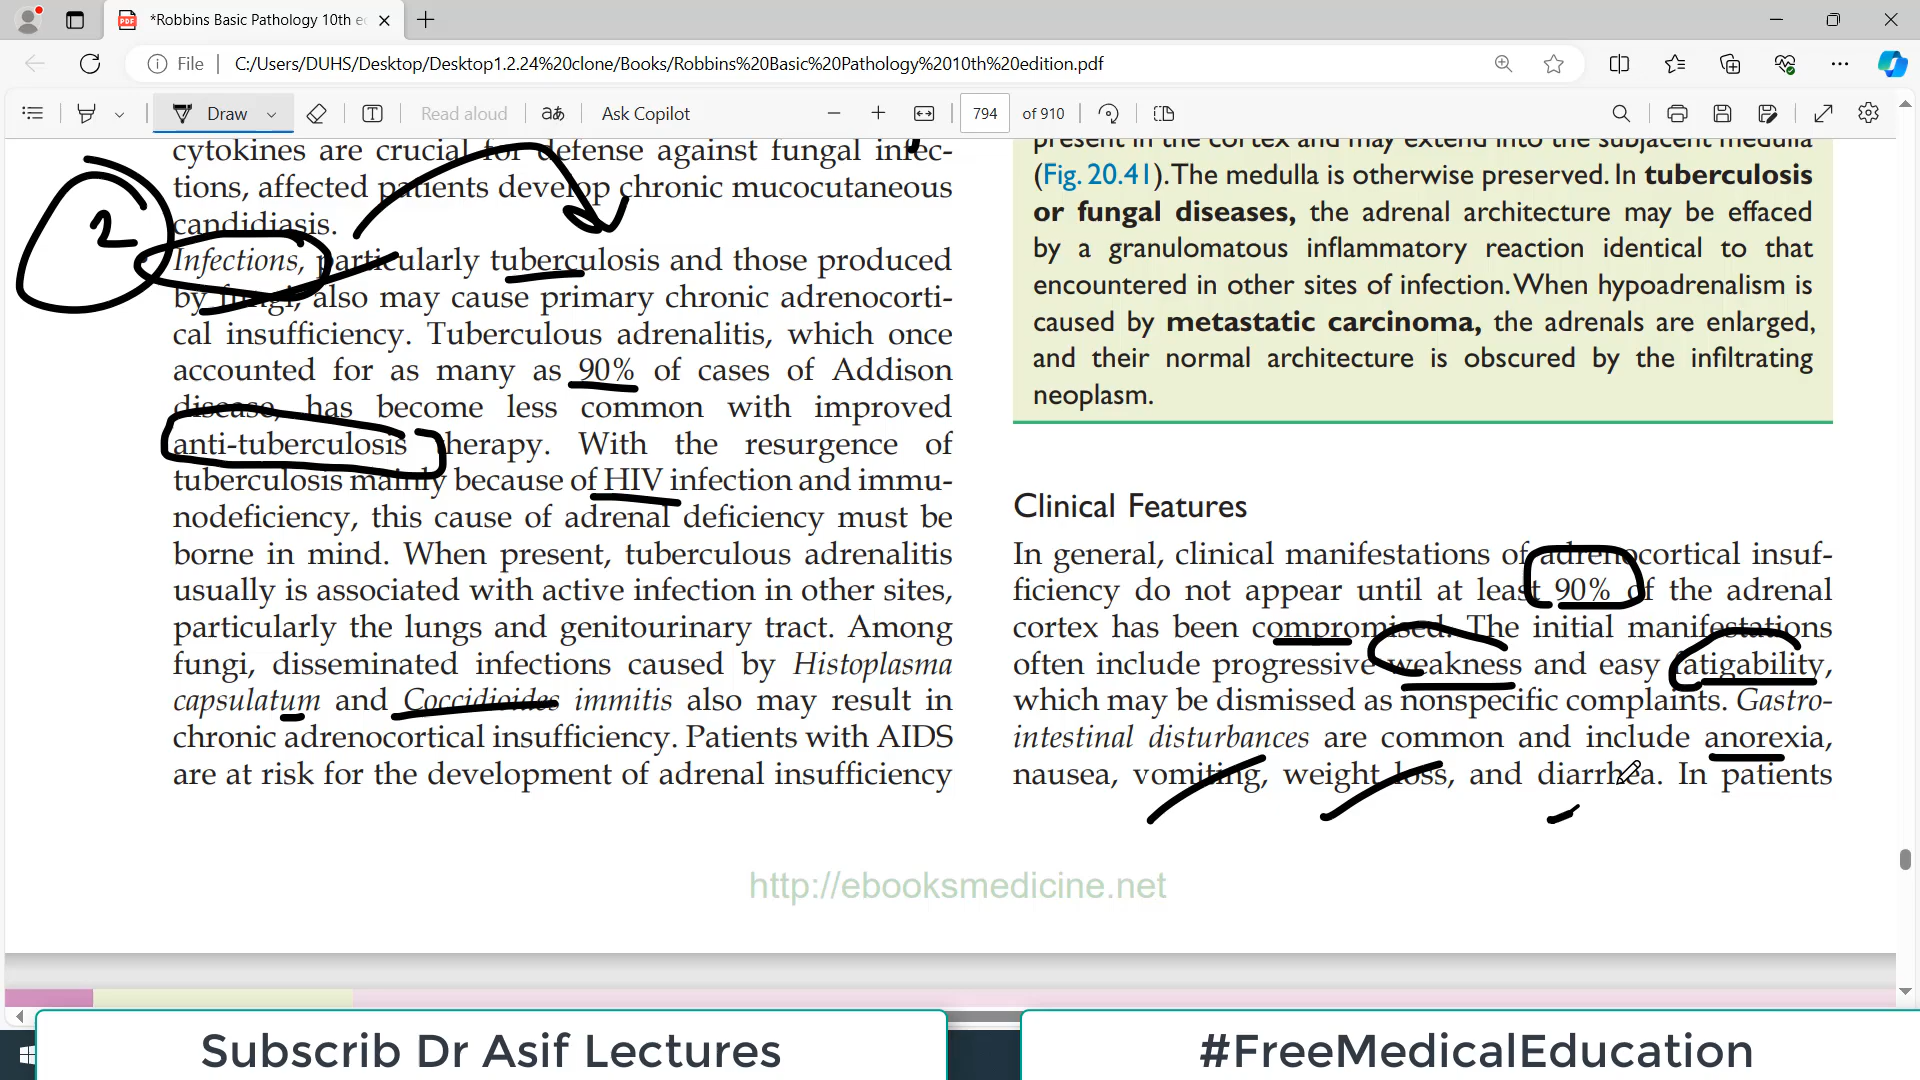 *Robbins Basic Pathology 10th e
File
C:/Users/DUHS/Desktop/Desktop1.2.24%20clone/Books/Robbins%20Basic%20Pathology%2010th%20edition.pdf
Draw
T
Read aloud
aあ
Ask Copilot
794
of 910
cytokines are crucial for defense against fungal infec-
tions, affected patients develop chronic mucocutaneous
candidiasis.
2
Infections, particularly tuberculosis and those produced
by fungi, also may cause primary chronic adrenocorti-
cal insufficiency. Tuberculous adrenalitis, which once
accounted for as many as 90% of cases of Addison
disease, has become less common with improved
anti-tuberculosis therapy. With the resurgence of
tuberculosis mainly because of HIV infection and immu-
nodeficiency, this cause of adrenal deficiency must be
borne in mind. When present, tuberculous adrenalitis
usually is associated with active infection in other sites,
particularly the lungs and genitourinary tract. Among
fungi, disseminated infections caused by Histoplasma
capsulatum and Coccidioides immitis also may result in
chronic adrenocortical insufficiency. Patients with AIDS
are at risk for the development of adrenal insufficiency
present in the cortex and may extend into the subjacent medulla
(Fig. 20.41). The medulla is otherwise preserved. In tuberculosis
or fungal diseases, the adrenal architecture may be effaced
by a granulomatous inflammatory reaction identical to that
encountered in other sites of infection. When hypoadrenalism is
caused by metastatic carcinoma, the adrenals are enlarged,
and their normal architecture is obscured by the infiltrating
neoplasm.
Clinical Features
In general, clinical manifestations of adrenocortical insuf-
ficiency do not appear until at least 90% of the adrenal
cortex has been compromised. The initial manifestations
often include progressive weakness and easy fatigability,
which may be dismissed as nonspecific complaints. Gastro-
intestinal disturbances are common and include anorexia,
nausea, vomiting, weight loss, and diarrhea. In patients
http://ebooksmedicine.net
Subscrib Dr Asif Lectures
#FreeMedicalEducation